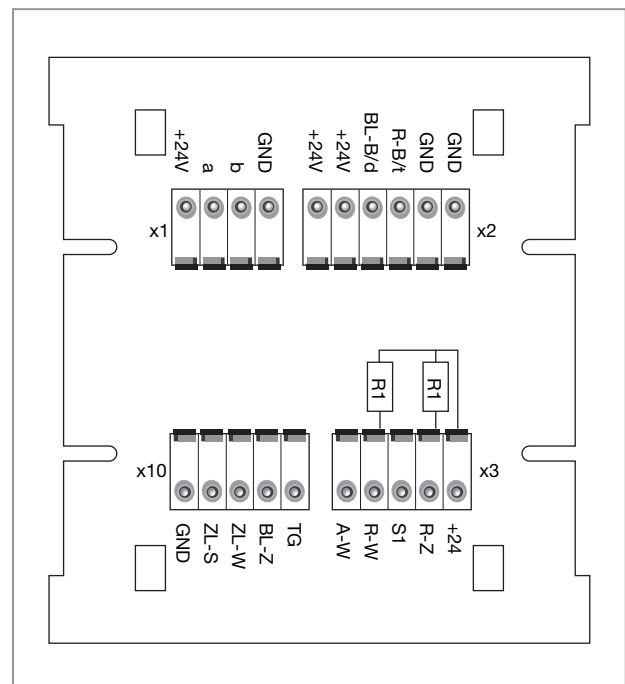 +24V
a
b
GND
+24V
+24V
BL-B/d
R-B/t
GND
GND
x1
x2
R1
R1
x10
x3
GND
ZL-S
ZL-W
BL-Z
TG
A-W
R-W
S1
R-Z
+24